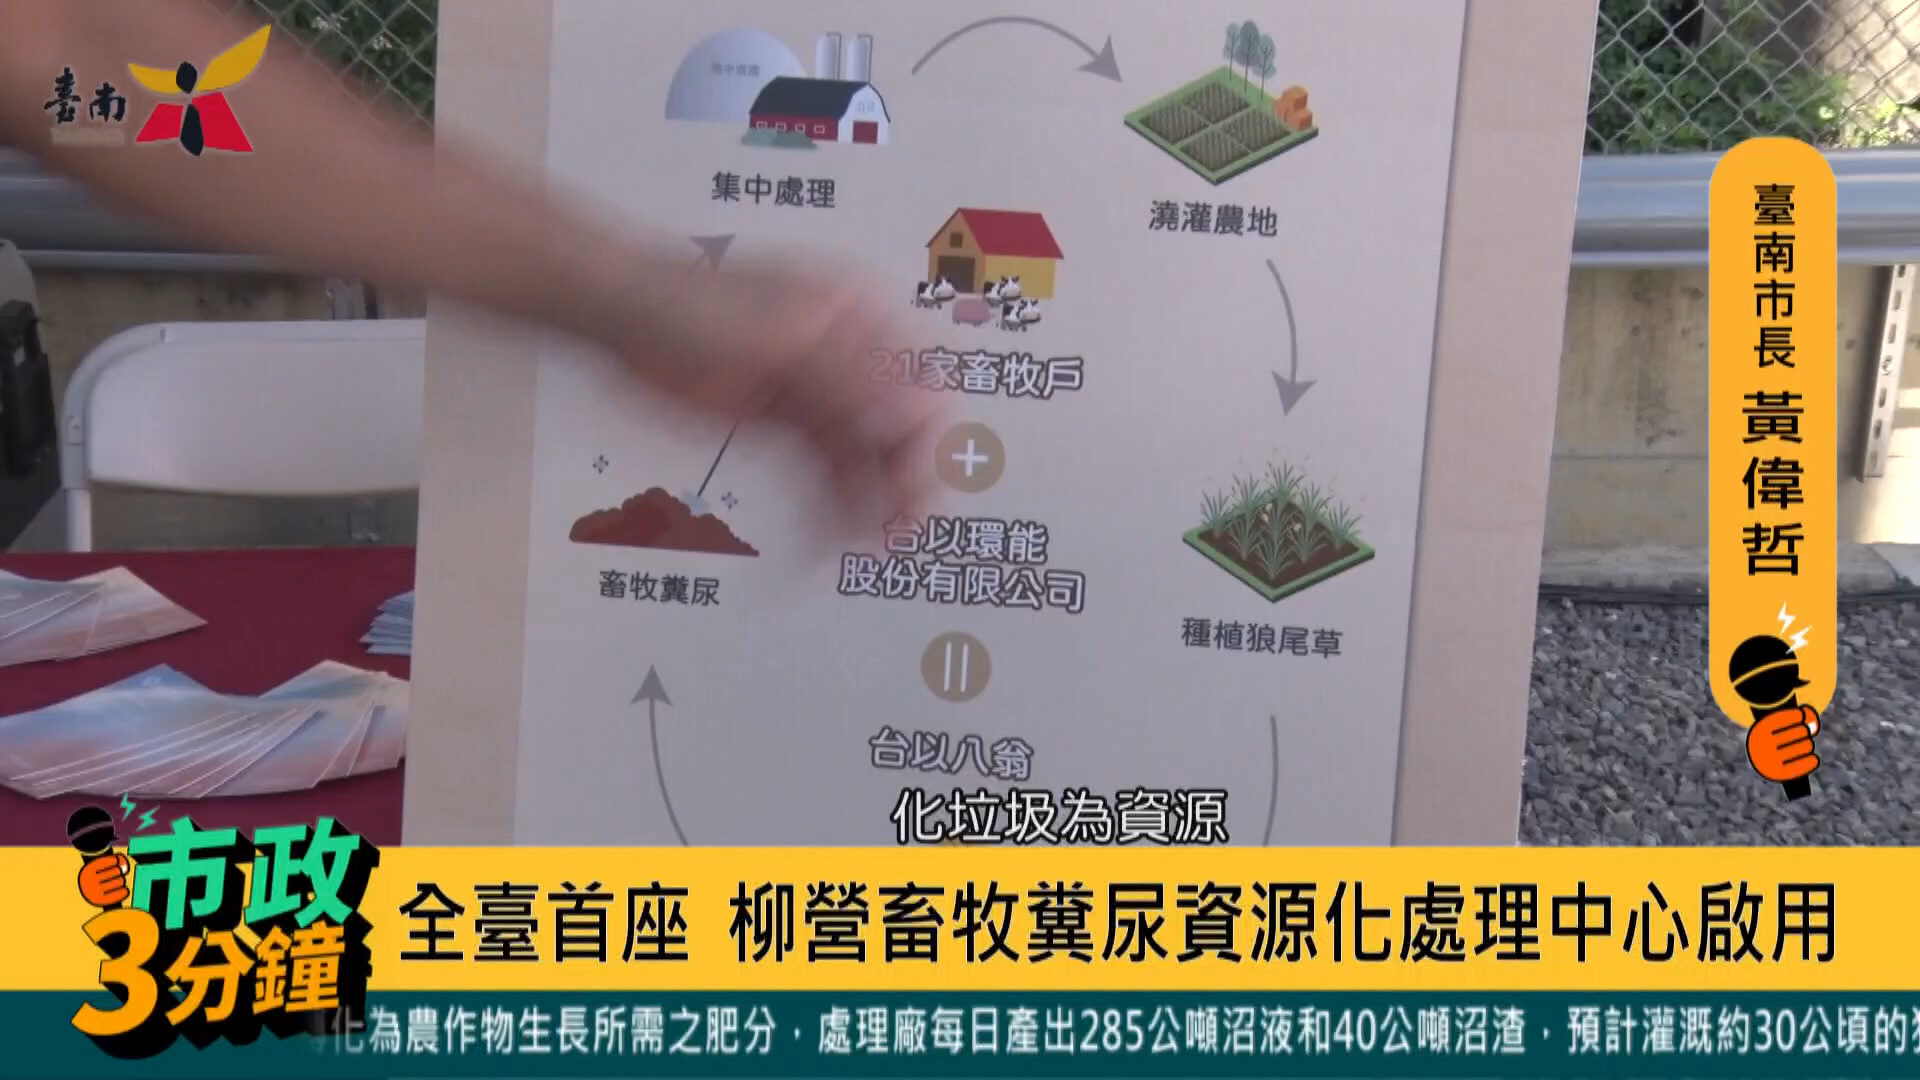 臺南
集中處理
集中處理
澆灌農地
21家畜牧戶
+
台以環能
股份有限公司
畜牧糞尿
種植狼尾草
台以八翁
化垃圾為資源
臺南市長 黃偉哲
市政
3分鐘
全臺首座 柳營畜牧糞尿資源化處理中心啟用
化為農作物生長所需之肥分，處理廠每日產出285公噸沼液和40公噸沼渣，預計灌溉約30公頃的